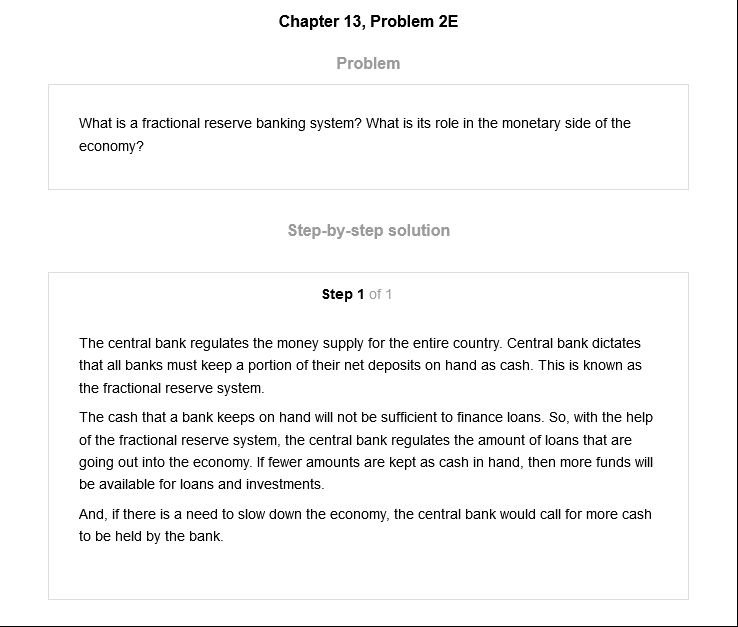 Chapter 13, Problem 2E
Problem
What is a fractional reserve banking system? What is its role in the monetary side of the
economy?
Step-by-step solution
Step 1 of 1
The central bank regulates the money supply for the entire country. Central bank dictates
that all banks must keep a portion of their net deposits on hand as cash. This is known as
the fractional reserve system.
The cash that a bank keeps on hand will not be sufficient to finance loans. So, with the help
of the fractional reserve system, the central bank regulates the amount of loans that are
going out into the economy. If fewer amounts are kept as cash in hand, then more funds will
be available for loans and investments.
And, if there is a need to slow down the economy, the central bank would call for more cash
to be held by the bank.